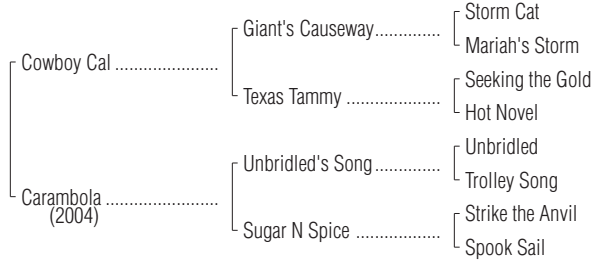 Storm Cat
Giant's Causeway..............
Mariah's Storm
Cowboy Cal ......................
Seeking the Gold
Texas Tammy ....................
Hot Novel
Unbridled
Unbridled's Song..............
Trolley Song
Carambola ........................
(2004)
Strike the Anvil
Sugar N Spice ..................
Spook Sail